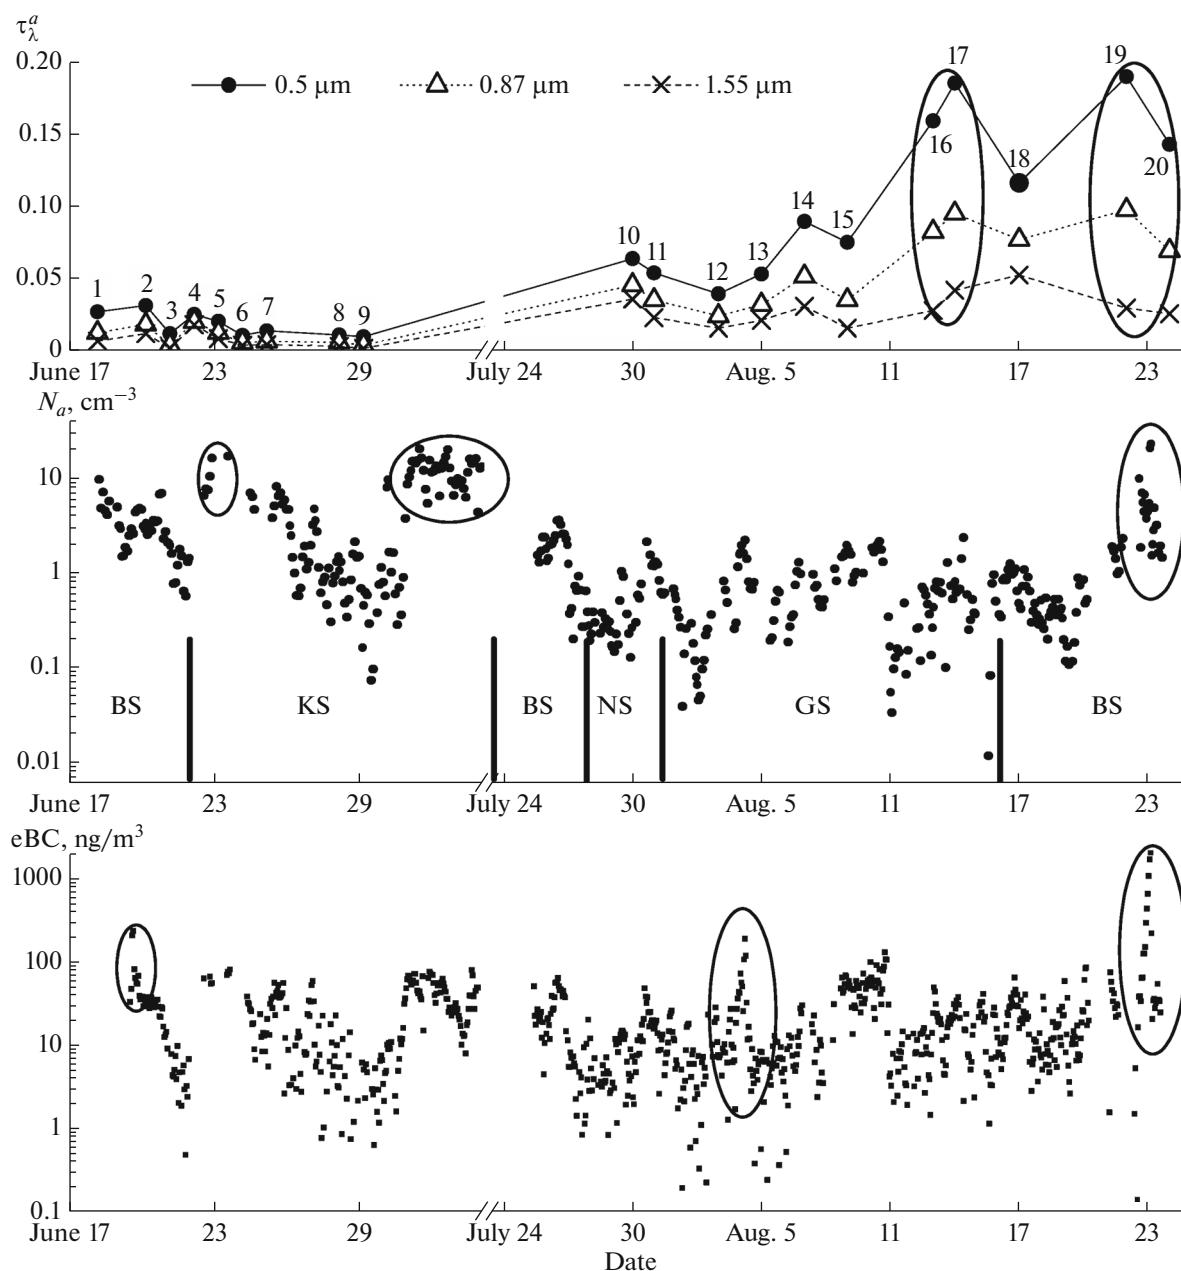 τₐλ
0.20
0.15
0.10
0.05
0
0.5 μm
0.87 μm
1.55 μm
1
2
3
4
5
6
7
8
9
10
11
12
13
14
15
16
17
18
19
20
June 17
23
29
July 24
30
Aug. 5
11
17
23
Nₐ, cm⁻³
10
1
0.1
0.01
BS
KS
BS
NS
GS
BS
June 17
23
29
July 24
30
Aug. 5
11
17
23
eBC, ng/m³
1000
100
10
1
0.1
June 17
23
29
July 24
30
Aug. 5
11
17
23
Date